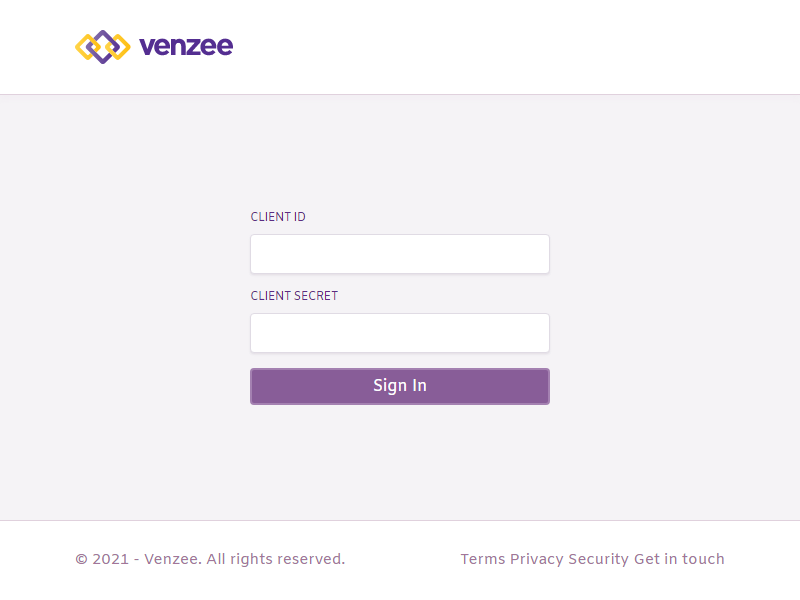 venzee
CLIENT ID
CLIENT SECRET
Sign In
© 2021 - Venzee. All rights reserved.
Terms Privacy Security Get in touch